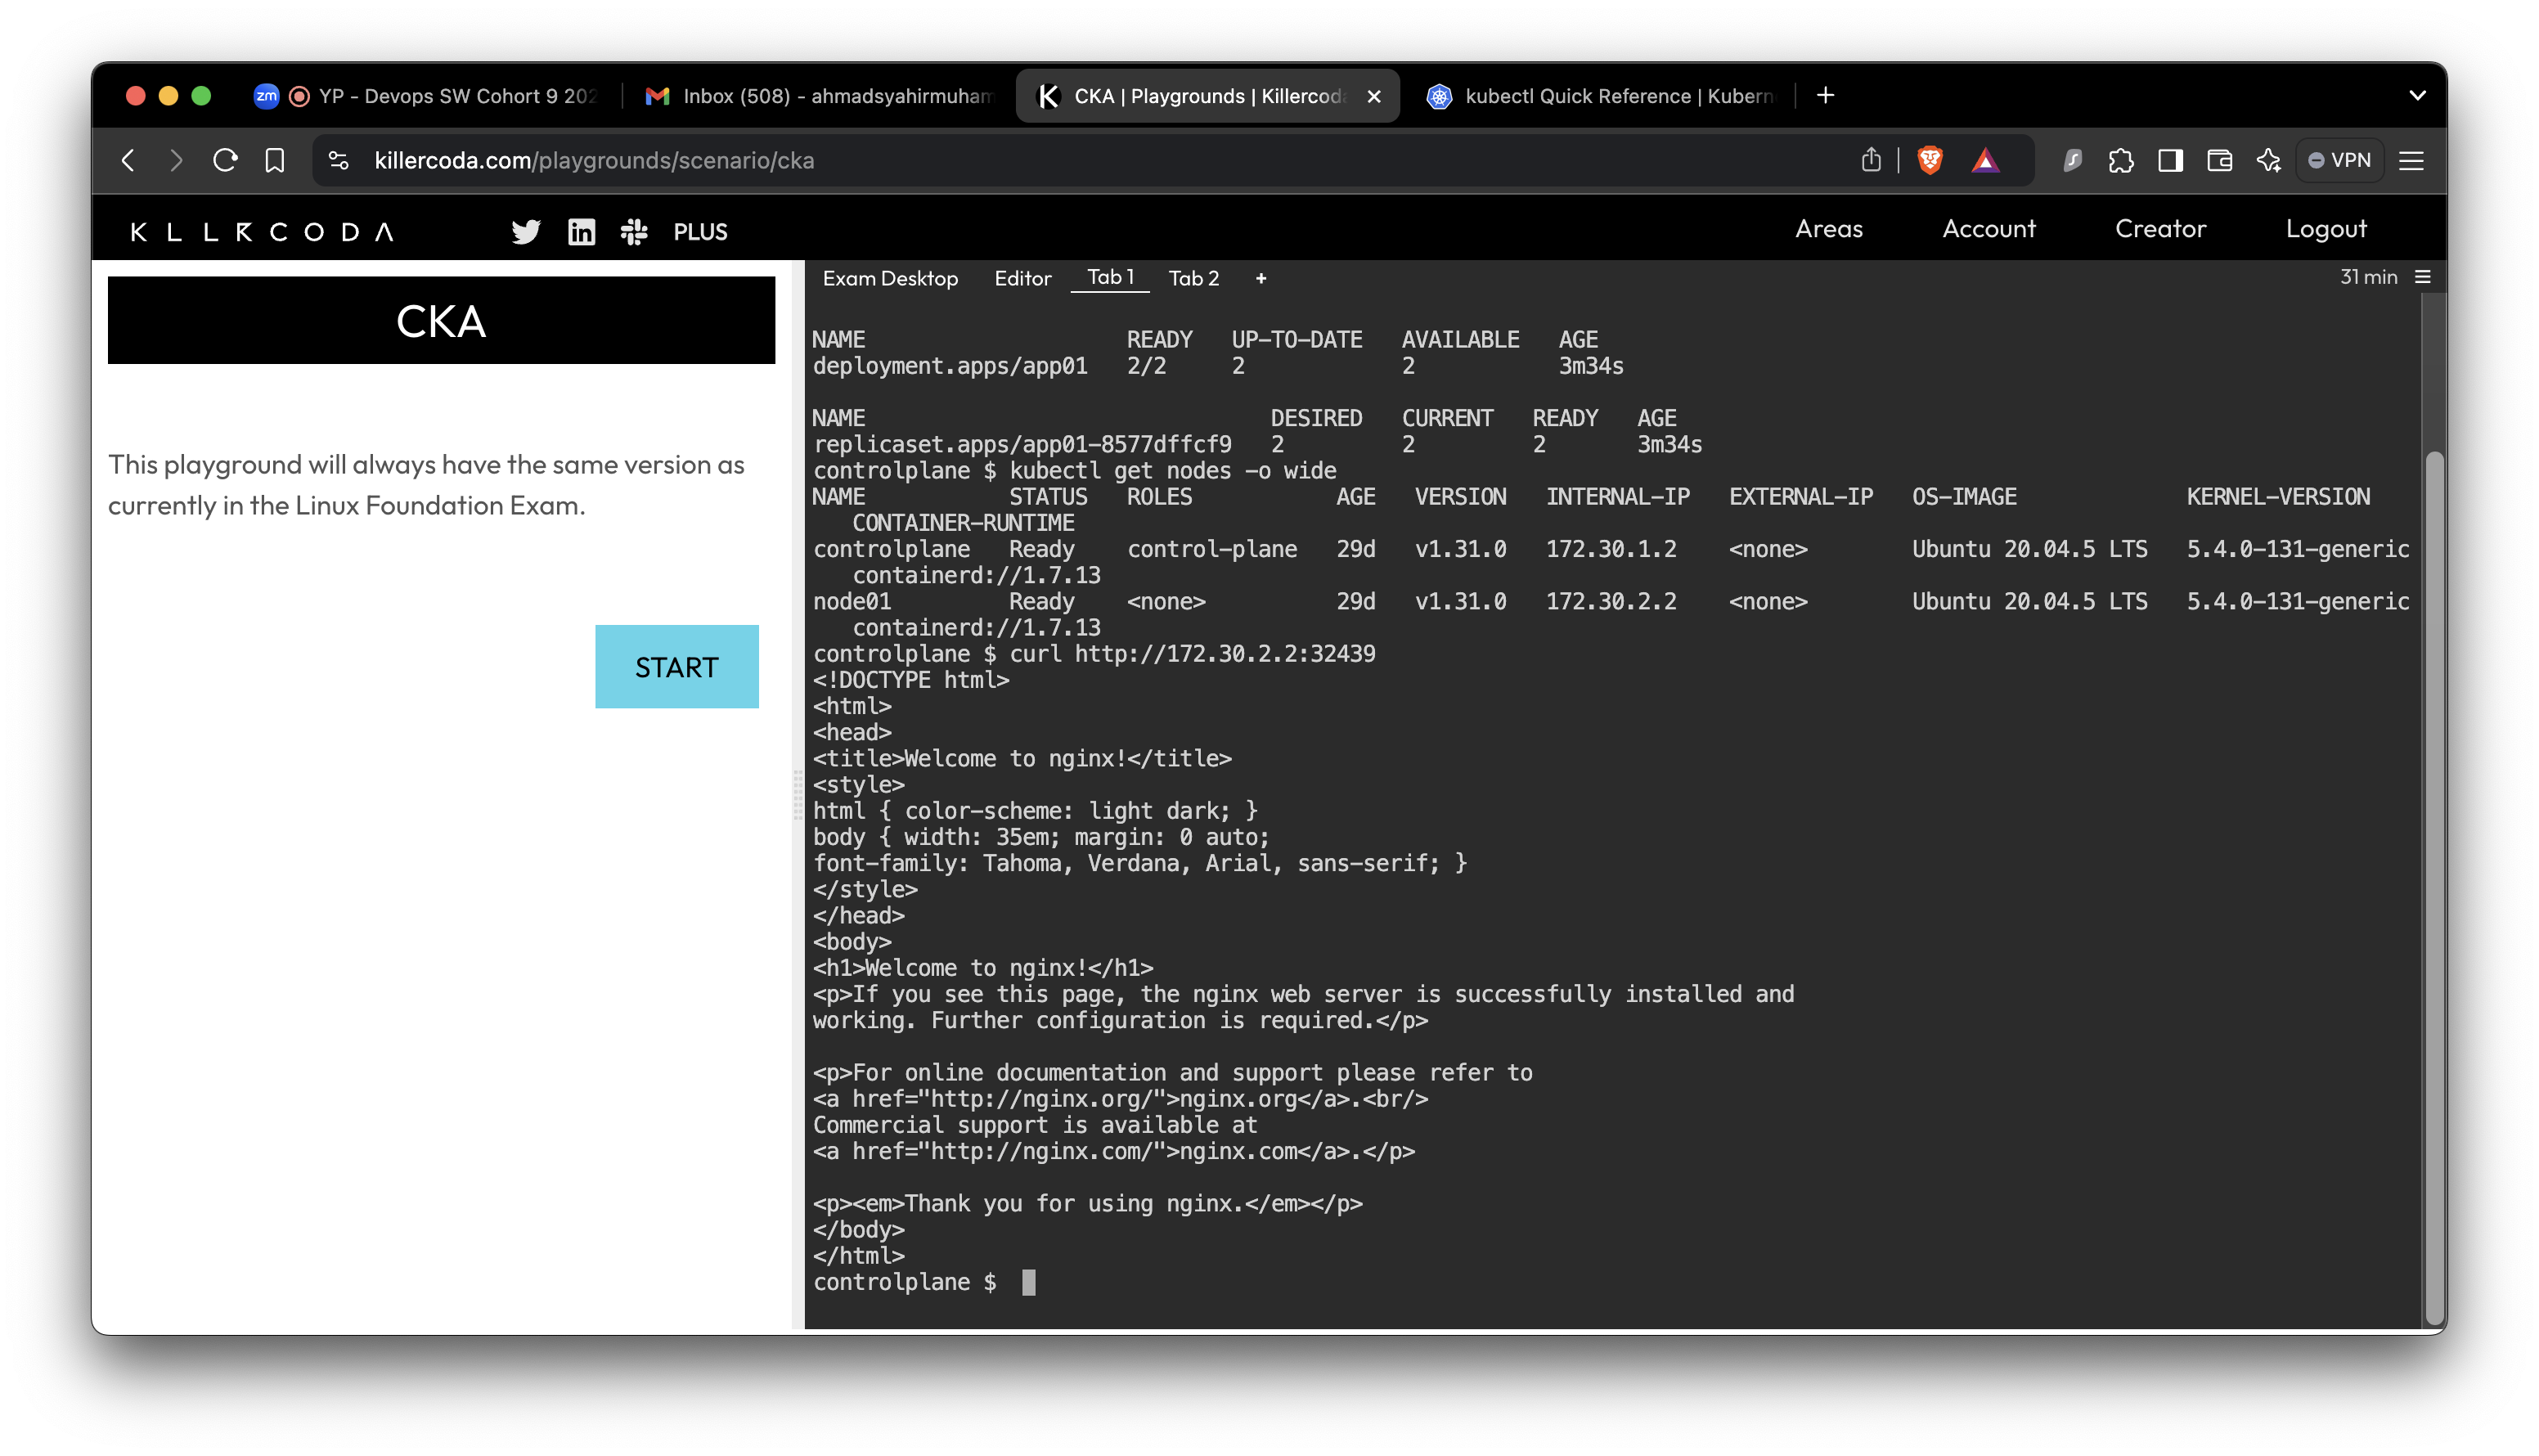 zm YP - Devops SW Cohort 9 202
Inbox (508) - ahmadsyahirmuham
CKA | Playgrounds | Killercoda
kubectl Quick Reference | Kubern
killercoda.com/playgrounds/scenario/cka
VPN
KLLRCODA
PLUS
Areas
Account
Creator
Logout
CKA
This playground will always have the same version as
currently in the Linux Foundation Exam.
START
Exam Desktop
Editor
Tab 1
Tab 2
+
31 min
NAME READY UP-TO-DATE AVAILABLE AGE
deployment.apps/app01 2/2 2 2 3m34s
NAME DESIRED CURRENT READY AGE
replicaset.apps/app01-8577dffcf9 2 2 2 3m34s
controlplane $ kubectl get nodes -o wide
NAME STATUS ROLES AGE VERSION INTERNAL-IP EXTERNAL-IP OS-IMAGE KERNEL-VERSION
CONTAINER-RUNTIME
controlplane Ready control-plane 29d v1.31.0 172.30.1.2 <none> Ubuntu 20.04.5 LTS 5.4.0-131-generic
containerd://1.7.13
node01 Ready <none> 29d v1.31.0 172.30.2.2 <none> Ubuntu 20.04.5 LTS 5.4.0-131-generic
containerd://1.7.13
controlplane $ curl http://172.30.2.2:32439
<!DOCTYPE html>
<html>
<head>
<title>Welcome to nginx!</title>
<style>
html { color-scheme: light dark; }
body { width: 35em; margin: 0 auto;
font-family: Tahoma, Verdana, Arial, sans-serif; }
</style>
</head>
<body>
<h1>Welcome to nginx!</h1>
<p>If you see this page, the nginx web server is successfully installed and
working. Further configuration is required.</p>
<p>For online documentation and support please refer to
<a href="http://nginx.org/">nginx.org</a>.<br/>
Commercial support is available at
<a href="http://nginx.com/">nginx.com</a>.</p>
<p><em>Thank you for using nginx.</em></p>
</body>
</html>
controlplane $